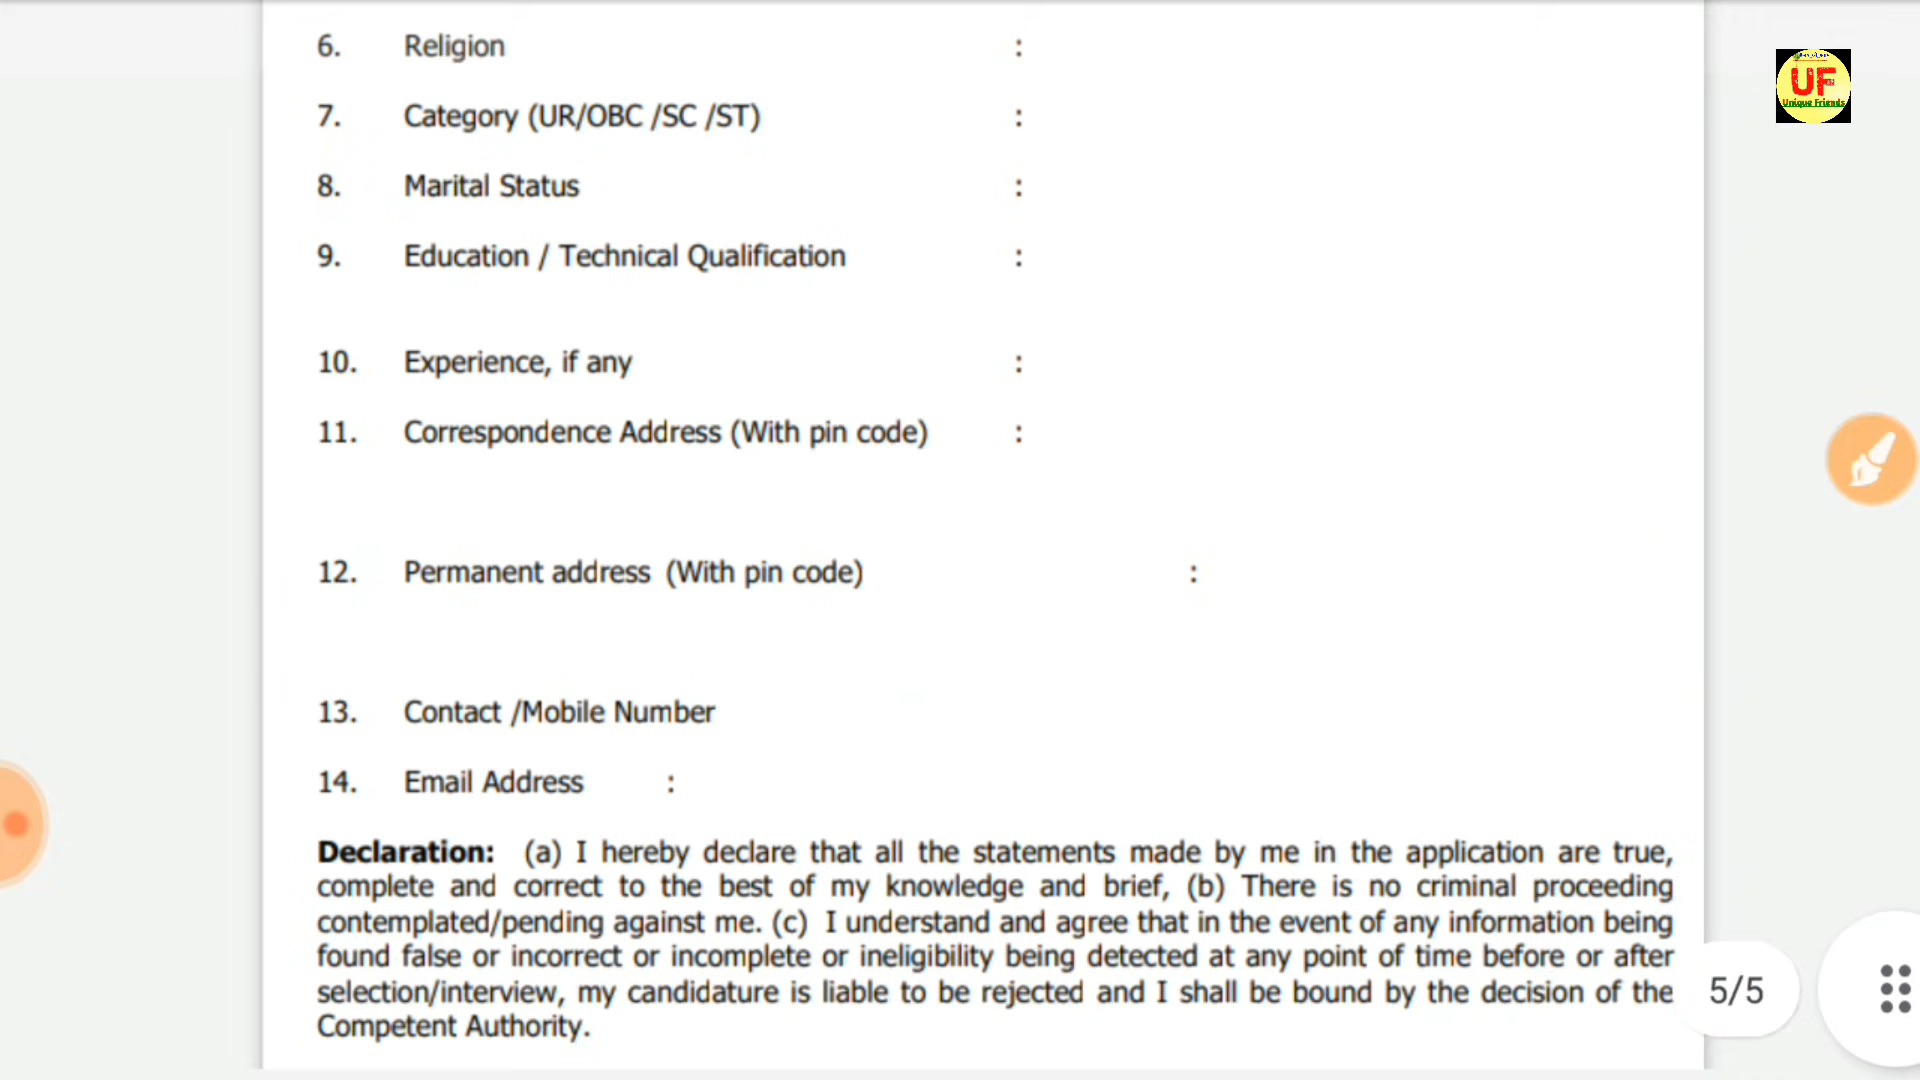 6. Religion :
7. Category (UR/OBC /SC /ST) :
8. Marital Status :
9. Education / Technical Qualification :
10. Experience, if any :
11. Correspondence Address (With pin code) :
12. Permanent address (With pin code) :
13. Contact /Mobile Number
14. Email Address :
Declaration: (a) I hereby declare that all the statements made by me in the application are true,
complete and correct to the best of my knowledge and brief, (b) There is no criminal proceeding
contemplated/pending against me. (c) I understand and agree that in the event of any information being
found false or incorrect or incomplete or ineligibility being detected at any point of time before or after
selection/interview, my candidature is liable to be rejected and I shall be bound by the decision of the
Competent Authority.
5/5
UF
Unique Friends